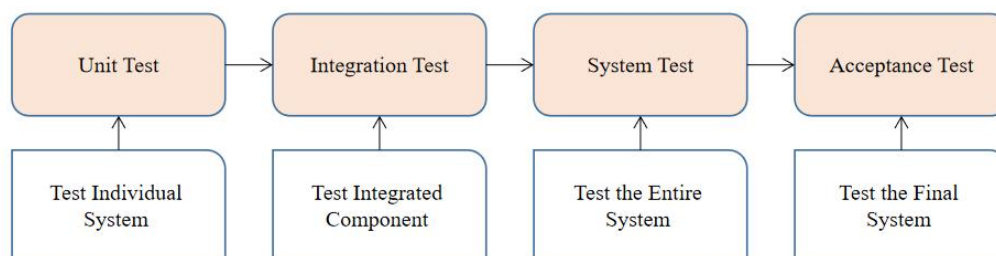 Unit Test
Integration Test
System Test
Acceptance Test
Test Individual
System
Test Integrated
Component
Test the Entire
System
Test the Final
System